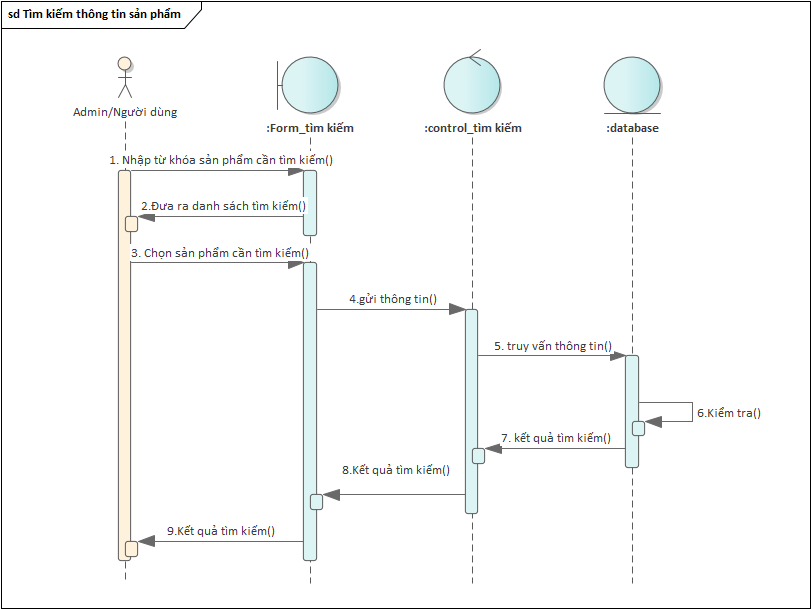 sd Tìm kiếm thông tin sản phẩm
Admin/Người dùng
:Form_tìm kiếm
:control_tìm kiếm
:database
1. Nhập từ khóa sản phẩm cần tìm kiếm()
2.Đưa ra danh sách tìm kiếm()
3. Chọn sản phẩm cần tìm kiếm()
4.gửi thông tin()
5. truy vấn thông tin()
6.Kiểm tra()
7. kết quả tìm kiếm()
8.Kết quả tìm kiếm()
9.Kết quả tìm kiếm()